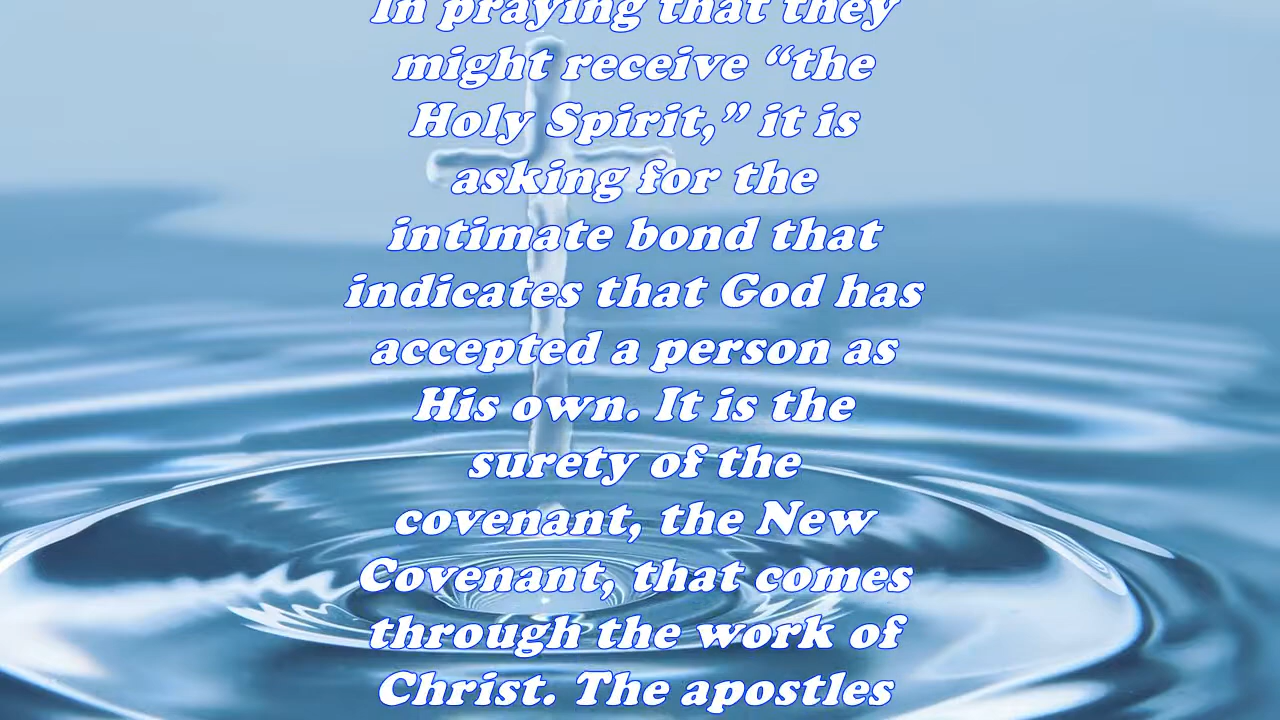 In praying that they
might receive “the
Holy Spirit,” it is
asking for the
intimate bond that
indicates that God has
accepted a person as
His own. It is the
surety of the
covenant, the New
Covenant, that comes
through the work of
Christ. The apostles